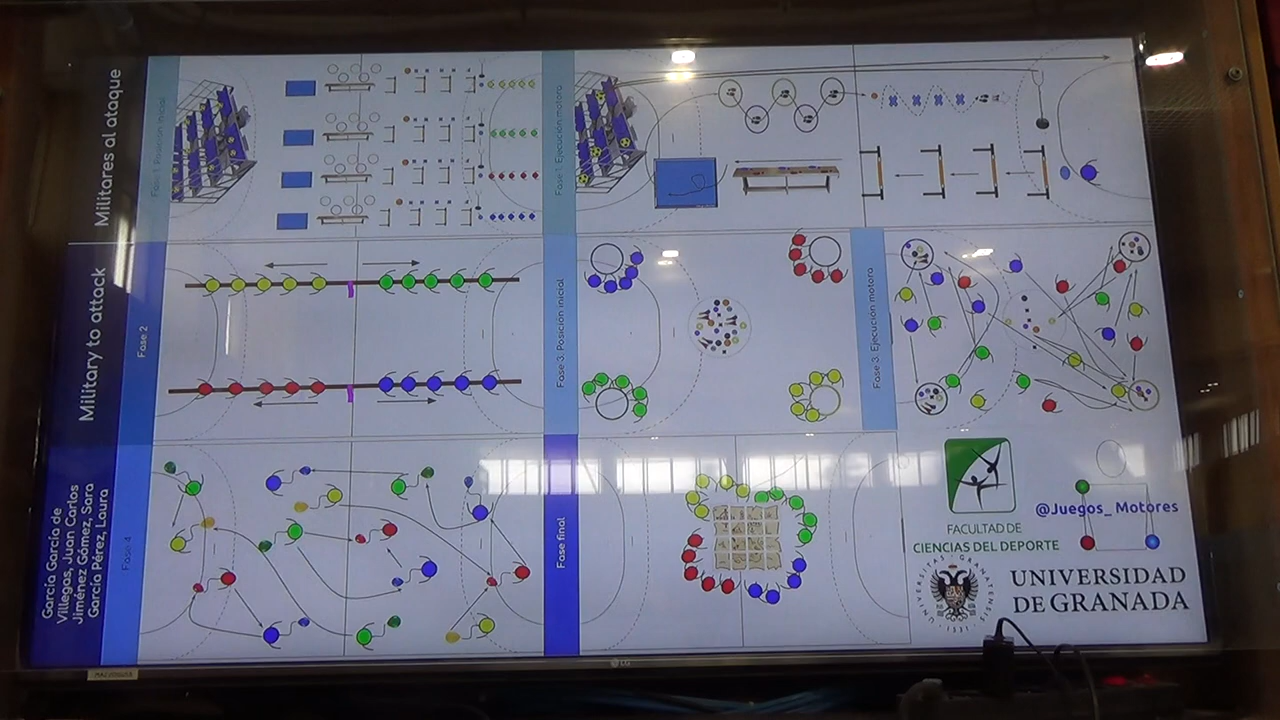 Militares al ataque
Military to attack
García García de
Villegas, Juan Carlos
Jiménez Gómez, Sara
García Pérez, Laura
Fase 1. Posición inicial
Fase 1. Ejecución motora
Fase 2
Fase 3. Posición inicial
Fase 3. Ejecución motora
Fase 4
Fase final
FACULTAD DE
CIENCIAS DEL DEPORTE
@Juegos_Motores
UNIVERSIDAD
DE GRANADA
LG